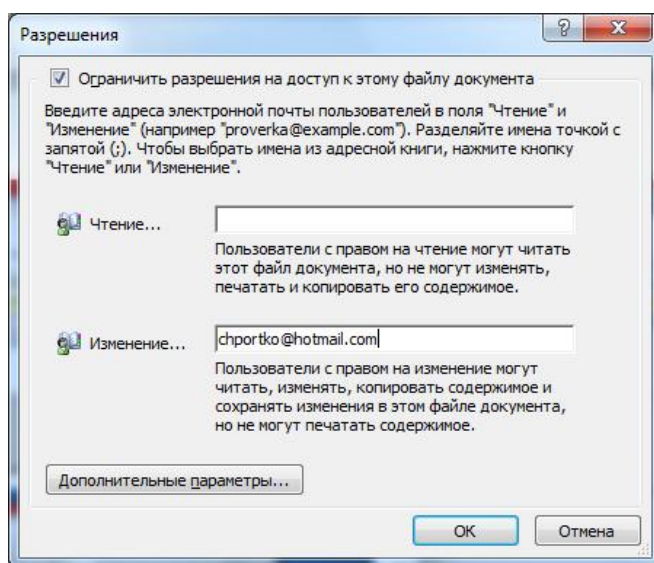 Разрешения
Ограничить разрешения на доступ к этому файлу документа
Введите адреса электронной почты пользователей в поля "Чтение" и
"Изменение" (например "proverka@example.com"). Разделяйте имена точкой с
запятой (;). Чтобы выбрать имена из адресной книги, нажмите кнопку
"Чтение" или "Изменение".
Чтение...
Пользователи с правом на чтение могут читать
этот файл документа, но не могут изменять,
печатать и копировать его содержимое.
Изменение... chportko@hotmail.com
Пользователи с правом на изменение могут
читать, изменять, копировать содержимое и
сохранять изменения в этом файле документа,
но не могут печатать содержимое.
Дополнительные параметры...
ОК Отмена